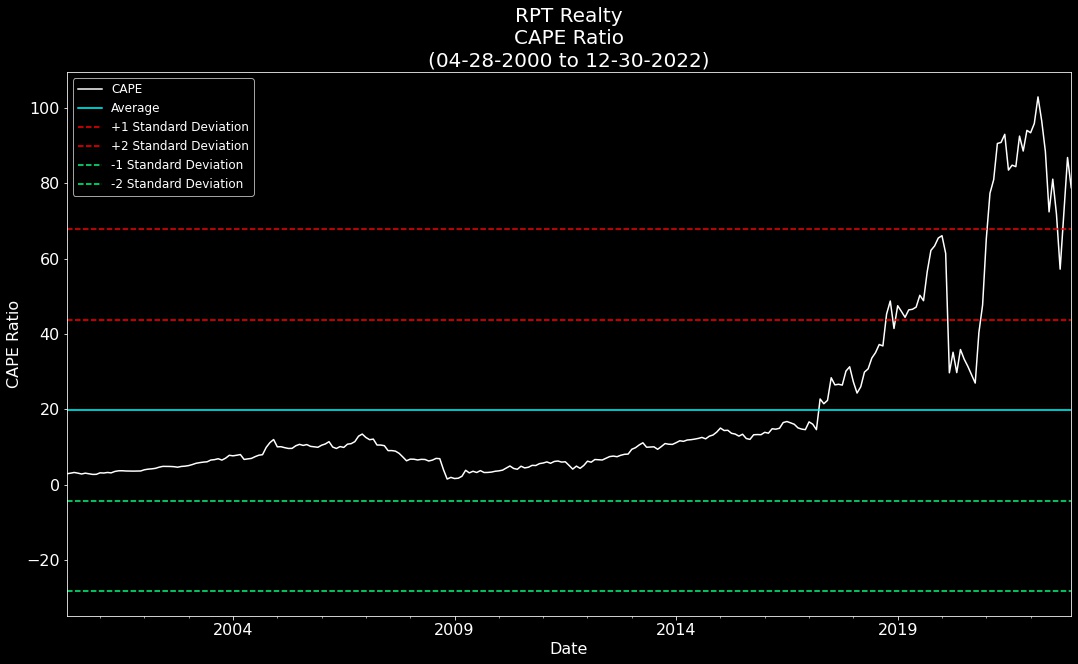 RPT Realty
CAPE Ratio
(04-28-2000 to 12-30-2022)
CAPE
Average
+1 Standard Deviation
+2 Standard Deviation
-1 Standard Deviation
-2 Standard Deviation
100
80
60
40
20
0
−20
CAPE Ratio
2004
2009
2014
2019
Date